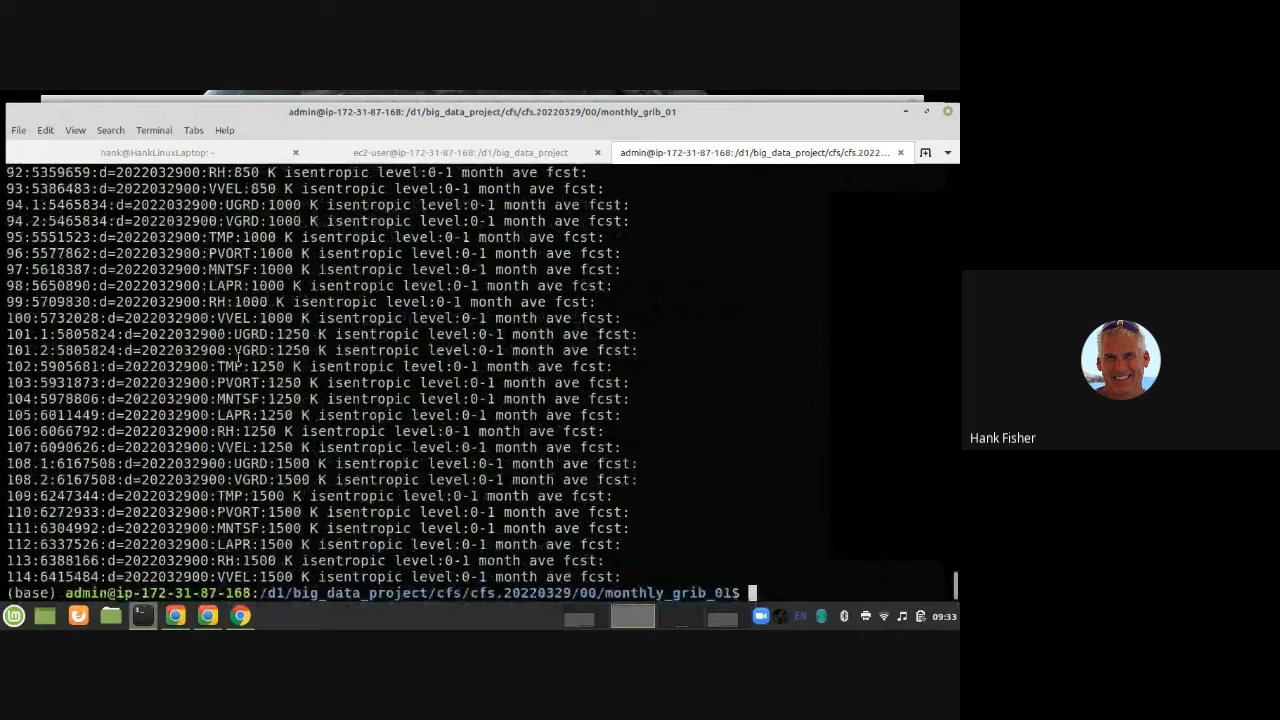 admin@ip-172-31-87-168: /d1/big_data_project/cfs/cfs.20220329/00/monthly_grib_01
File Edit View Search Terminal Tabs Help
hank@HankLinuxLaptop: ~
ec2-user@ip-172-31-87-168:/d1/big_data_project
admin@ip-172-31-87-168: /d1/big_data_project/cfs/cfs.2022...
92:5359659:d=2022032900:RH:850 K isentropic level:0-1 month ave fcst:
93:5386483:d=2022032900:VVEL:850 K isentropic level:0-1 month ave fcst:
94.1:5465834:d=2022032900:UGRD:1000 K isentropic level:0-1 month ave fcst:
94.2:5465834:d=2022032900:VGRD:1000 K isentropic level:0-1 month ave fcst:
95:5551523:d=2022032900:TMP:1000 K isentropic level:0-1 month ave fcst:
96:5577862:d=2022032900:PVORT:1000 K isentropic level:0-1 month ave fcst:
97:5618387:d=2022032900:MNTSF:1000 K isentropic level:0-1 month ave fcst:
98:5650890:d=2022032900:LAPR:1000 K isentropic level:0-1 month ave fcst:
99:5709830:d=2022032900:RH:1000 K isentropic level:0-1 month ave fcst:
100:5732028:d=2022032900:VVEL:1000 K isentropic level:0-1 month ave fcst:
101.1:5805824:d=2022032900:UGRD:1250 K isentropic level:0-1 month ave fcst:
101.2:5805824:d=2022032900:VGRD:1250 K isentropic level:0-1 month ave fcst:
102:5905681:d=2022032900:TMP:1250 K isentropic level:0-1 month ave fcst:
103:5931873:d=2022032900:PVORT:1250 K isentropic level:0-1 month ave fcst:
104:5978806:d=2022032900:MNTSF:1250 K isentropic level:0-1 month ave fcst:
105:6011449:d=2022032900:LAPR:1250 K isentropic level:0-1 month ave fcst:
106:6066792:d=2022032900:RH:1250 K isentropic level:0-1 month ave fcst:
107:6090626:d=2022032900:VVEL:1250 K isentropic level:0-1 month ave fcst:
108.1:6167508:d=2022032900:UGRD:1500 K isentropic level:0-1 month ave fcst:
108.2:6167508:d=2022032900:VGRD:1500 K isentropic level:0-1 month ave fcst:
109:6247344:d=2022032900:TMP:1500 K isentropic level:0-1 month ave fcst:
110:6272933:d=2022032900:PVORT:1500 K isentropic level:0-1 month ave fcst:
111:6304992:d=2022032900:MNTSF:1500 K isentropic level:0-1 month ave fcst:
112:6337526:d=2022032900:LAPR:1500 K isentropic level:0-1 month ave fcst:
113:6388166:d=2022032900:RH:1500 K isentropic level:0-1 month ave fcst:
114:6415484:d=2022032900:VVEL:1500 K isentropic level:0-1 month ave fcst:
(base) admin@ip-172-31-87-168:/d1/big_data_project/cfs/cfs.20220329/00/monthly_grib_01$
EN
09:33
Hank Fisher